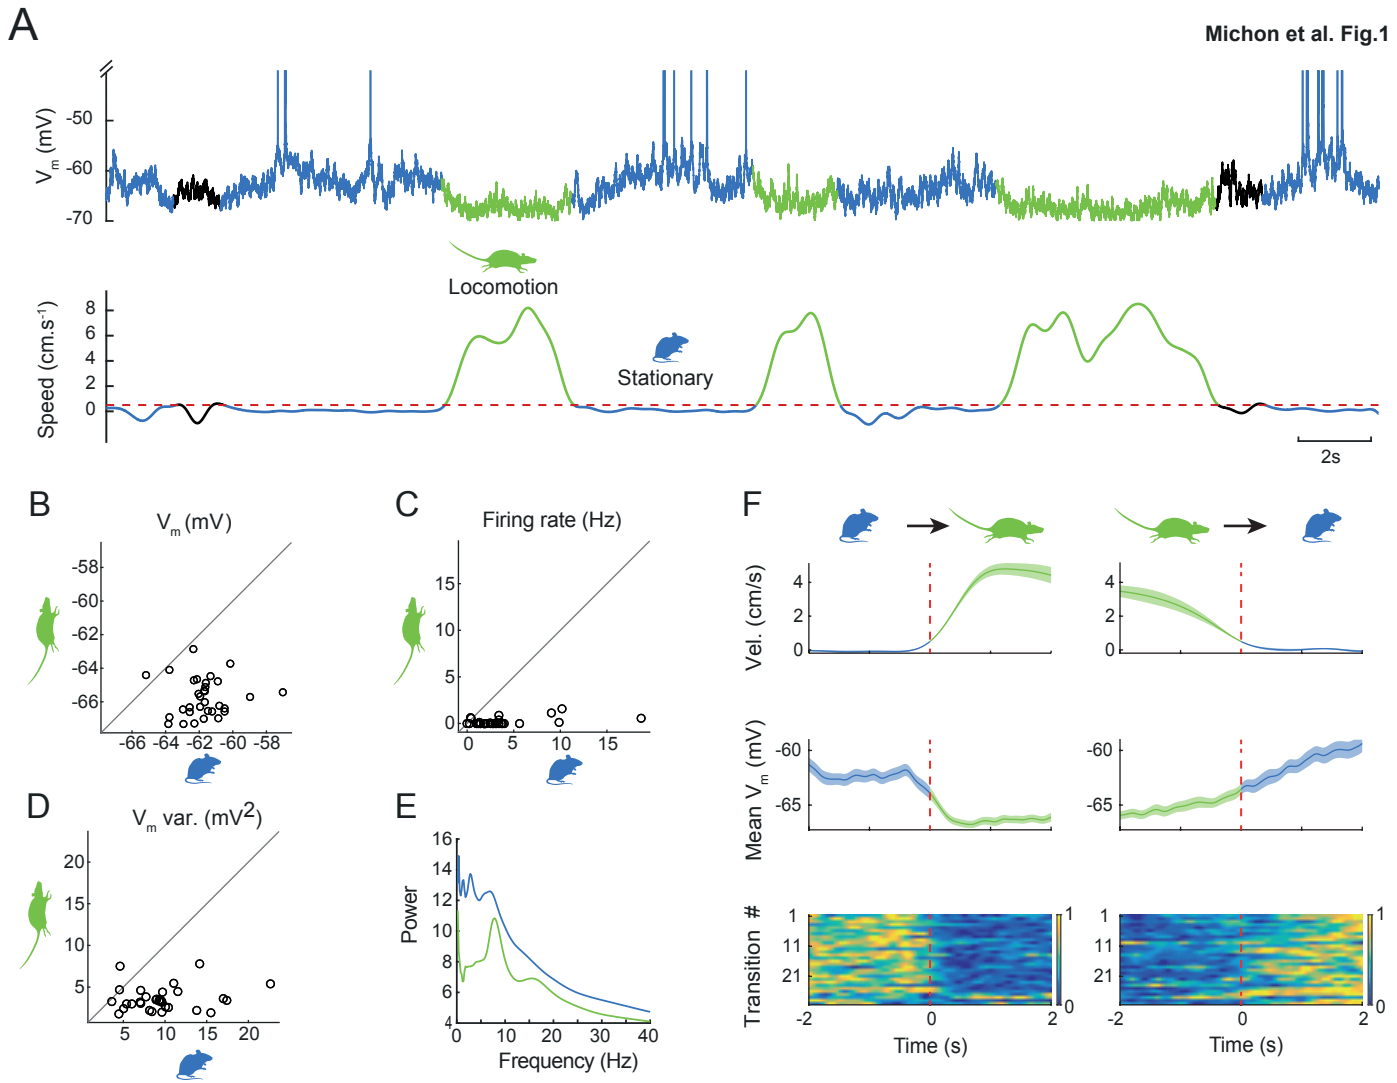 A
Michon et al. Fig.1
Vm (mV)
-50
-60
-70
Locomotion
Speed (cm.s-1)
8
6
4
2
0
Stationary
2s
B
Vm (mV)
-58
-60
-62
-64
-66
-66 -64 -62 -60 -58
C
Firing rate (Hz)
15
10
5
0
0 5 10 15
D
Vm var. (mV2)
20
15
10
5
5 10 15 20
E
Power
16
14
12
10
8
6
4
0 10 20 30 40
Frequency (Hz)
F
Vel. (cm/s)
4
2
0
4
2
0
Mean Vm (mV)
-60
-65
-60
-65
Transition #
1
11
21
1
0
-2 0 2
Time (s)
1
11
21
1
0
-2 0 2
Time (s)